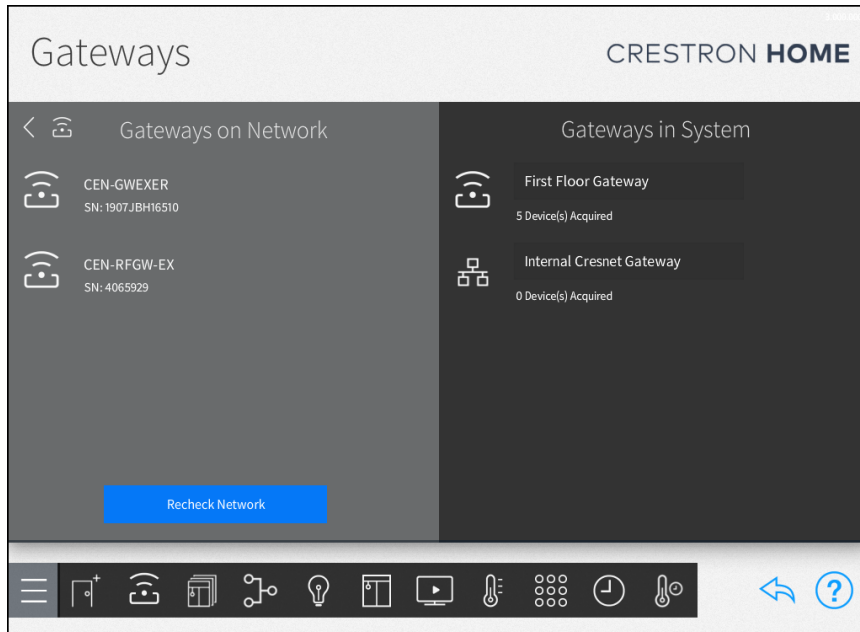 Gateways
CRESTRON HOME
Gateways on Network
CEN-GWEXER
SN: 1907JBH16510
CEN-RFGW-EX
SN: 4065929
Recheck Network
Gateways in System
First Floor Gateway
5 Device(s) Acquired
Internal Cresnet Gateway
0 Device(s) Acquired
?